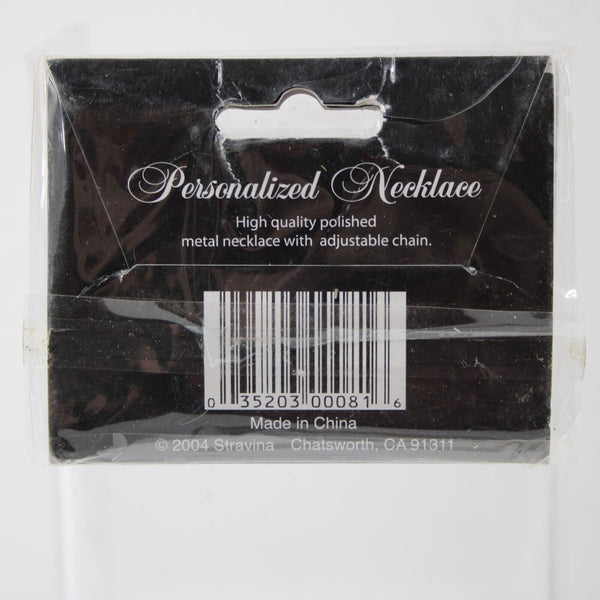 Personalized Necklace
High quality polished
metal necklace with adjustable chain.
0 35203 00081 6
Made in China
© 2004 Stravina Chatsworth, CA 91311